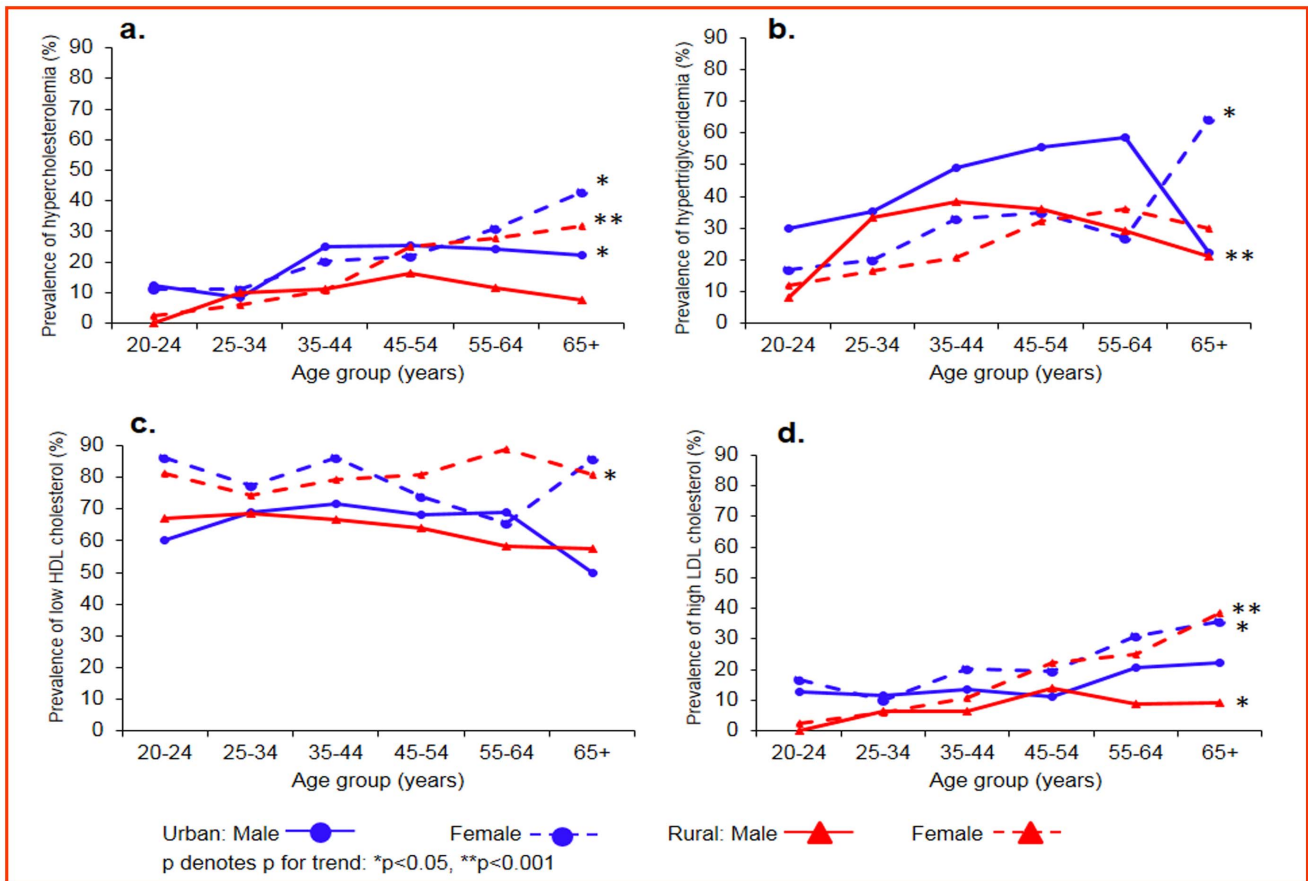 a.
Prevalence of hypercholesterolemia (%)
90
80
70
60
50
40
30
20
10
0
*
**
*
20-24 25-34 35-44 45-54 55-64 65+
Age group (years)
b.
Prevalence of hypertriglyceridemia (%)
90
80
70
60
50
40
30
20
10
0
*
**
20-24 25-34 35-44 45-54 55-64 65+
Age group (years)
c.
Prevalence of low HDL cholesterol (%)
90
80
70
60
50
40
30
20
10
0
*
20-24 25-34 35-44 45-54 55-64 65+
Age group (years)
d.
Prevalence of high LDL cholesterol (%)
90
80
70
60
50
40
30
20
10
0
**
*
*
20-24 25-34 35-44 45-54 55-64 65+
Age group (years)
Urban: Male Female Rural: Male Female
p denotes p for trend: *p<0.05, **p<0.001